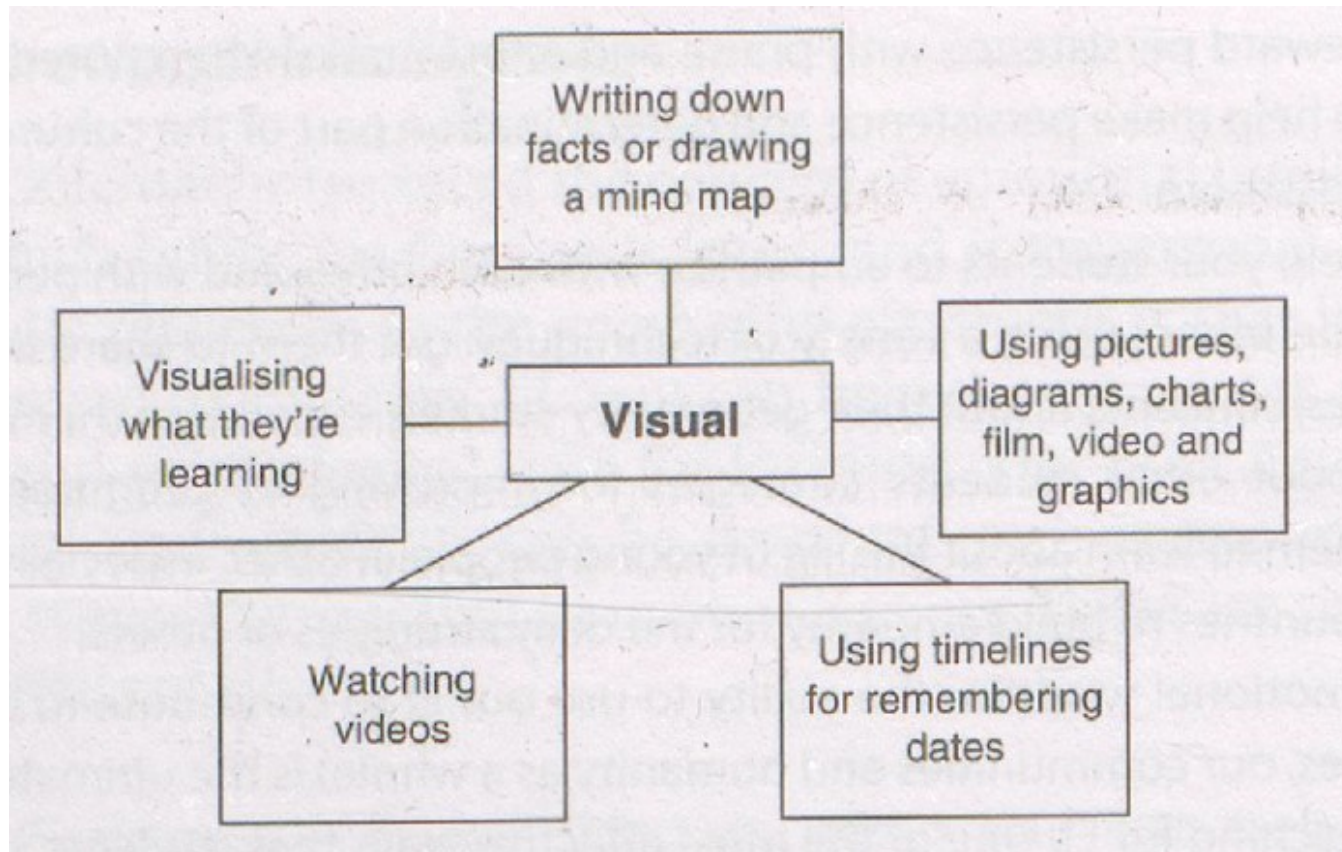 Writing down
facts or drawing
a mind map
Visualising
what they're
learning
Visual
Using pictures,
diagrams, charts,
film, video and
graphics
Watching
videos
Using timelines
for remembering
dates